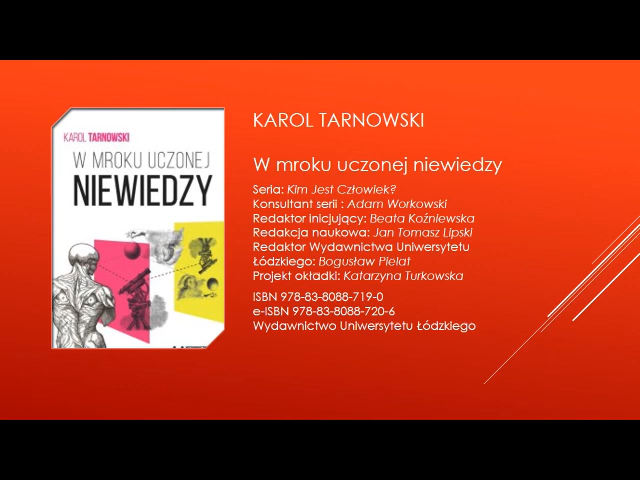 KAROL TARNOWSKI
W MROKU UCZONEJ
NIEWIEDZY
KAROL TARNOWSKI
W mroku uczonej niewiedzy
Seria: Kim Jest Człowiek?
Konsultant serii : Adam Workowski
Redaktor inicjujący: Beata Koźniewska
Redakcja naukowa: Jan Tomasz Lipski
Redaktor Wydawnictwa Uniwersytetu
Łódzkiego: Bogusław Pielat
Projekt okładki: Katarzyna Turkowska
ISBN 978-83-8088-719-0
e-ISBN 978-83-8088-720-6
Wydawnictwo Uniwersytetu Łódzkiego